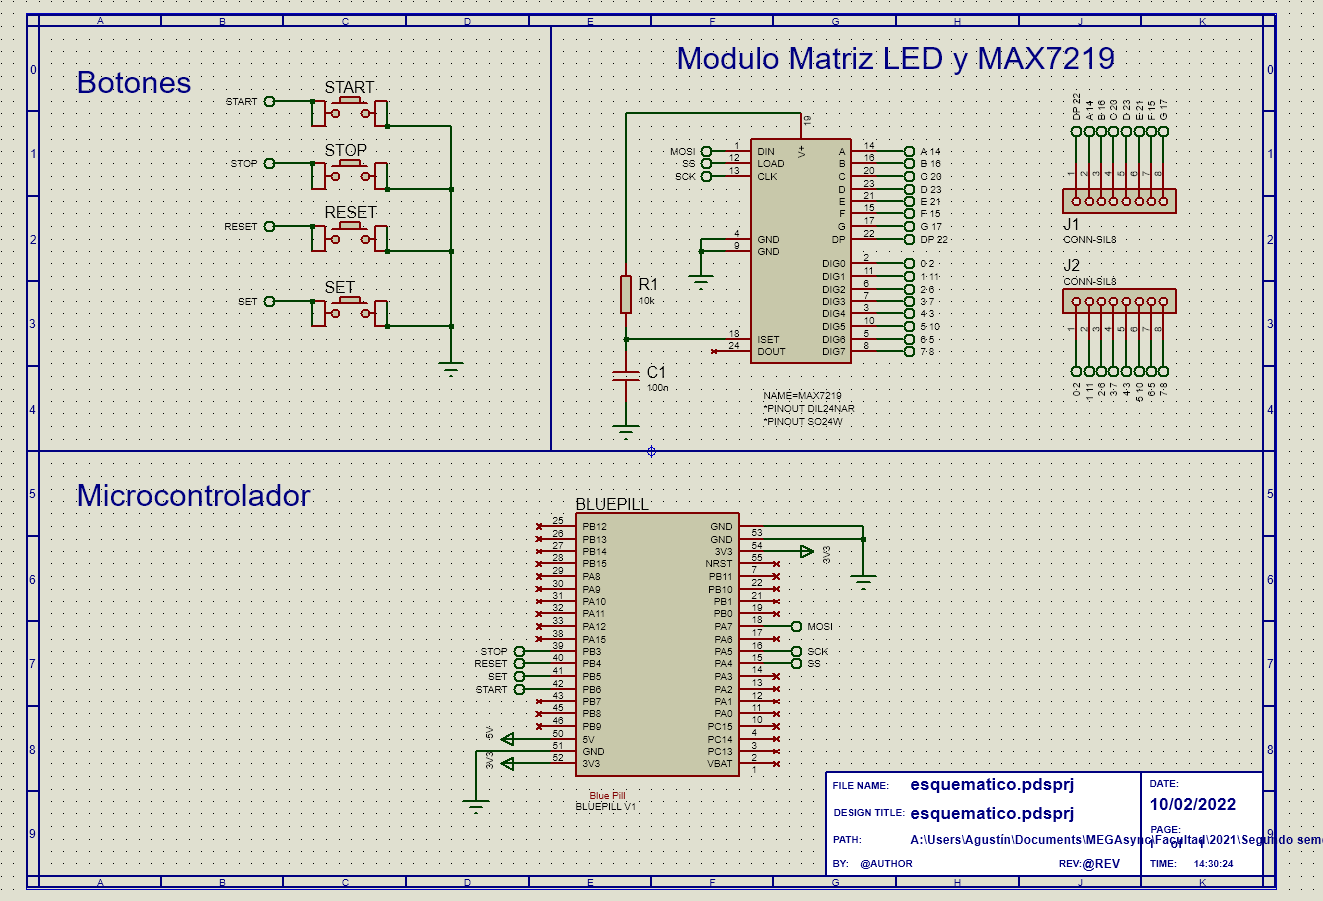 A B C D E F G H J K
0
1
2
3
4
5
6
7
8
9
Botones
START
START
STOP
STOP
RESET
RESET
SET
SET
Modulo Matriz LED y MAX7219
19
V+
MOSI 1 DIN
SS 12 LOAD
SCK 13 CLK
4 GND
9 GND
18 ISET
24 DOUT
A 14 A 14
B 16 B 16
C 20 C 20
D 23 D 23
E 21 E 21
F 15 F 15
G 17 G 17
DP 22 DP 22
DIG0 2 0·2
DIG1 11 1·11
DIG2 6 2·6
DIG3 7 3·7
DIG4 3 4·3
DIG5 10 5·10
DIG6 5 6·5
DIG7 8 7·8
R1
10k
C1
100n
NAME=MAX7219
*PINOUT DIL24NAR
*PINOUT SO24W
DP 22
A 14
B 16
C 20
D 23
E 21
F 15
G 17
1 2 3 4 5 6 7 8
J1
CONN-SIL8
J2
CONN-SIL8
1 2 3 4 5 6 7 8
0·2
1 11
2·6
3·7
4·3
5 10
6·5
7·8
Microcontrolador
BLUEPILL
25 PB12
26 PB13
27 PB14
28 PB15
29 PA8
30 PA9
31 PA10
32 PA11
33 PA12
38 PA15
STOP 39 PB3
RESET 40 PB4
SET 41 PB5
START 42 PB6
43 PB7
45 PB8
46 PB9
5V 50 5V
51 GND
3V3 52 3V3
GND
GND 53
3V3 54 3V3
NRST 55
PB11 7
PB10 22
PB1 21
PB0 19
PA7 18 MOSI
PA6 17
PA5 16 SCK
PA4 15 SS
PA3 14
PA2 13
PA1 12
PA0 11
PC15 10
PC14 4
PC13 3
VBAT 2
1
Blue Pill
BLUEPILL V1
FILE NAME: esquematico.pdsprj
DESIGN TITLE: esquematico.pdsprj
PATH: A:\Users\Agustín\Documents\MEGAsync\Facultad\2021\Segundo seme
BY: @AUTHOR REV:@REV
DATE:
10/02/2022
PAGE:
1 of 1
TIME: 14:30:24
0
1
2
3
4
5
6
7
8
9
A B C D E F G H J K